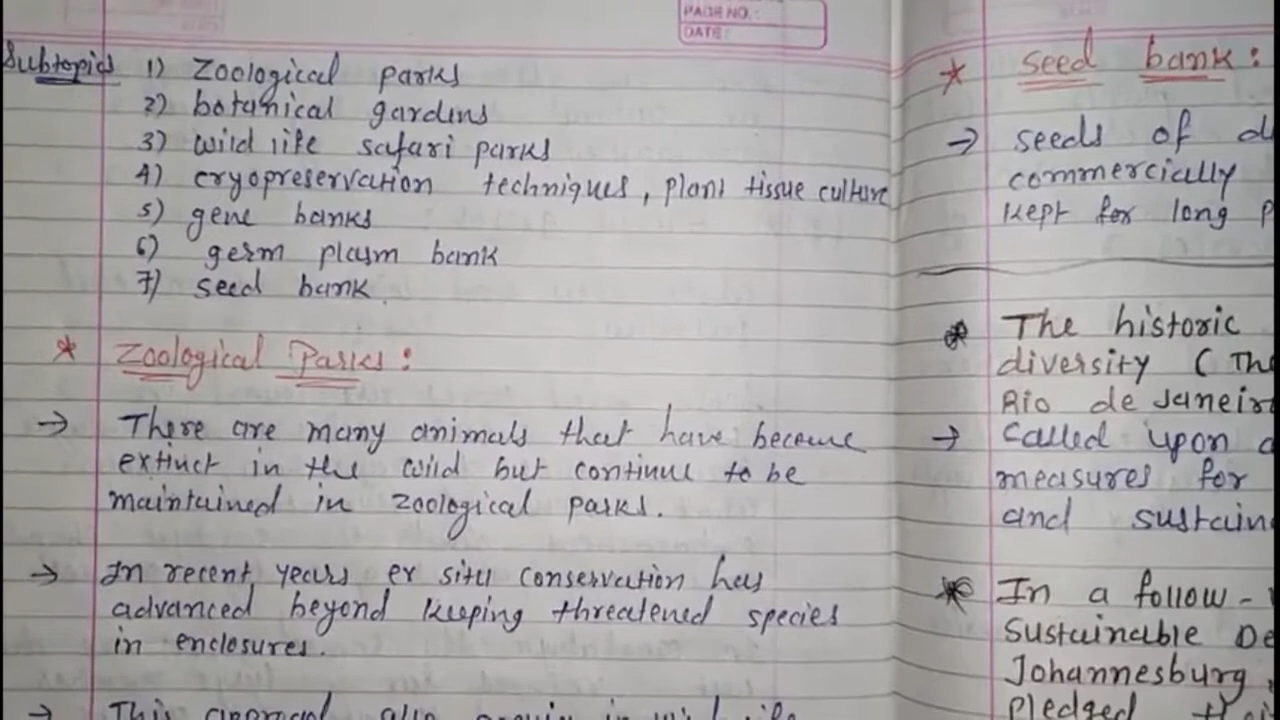 PAGE NO.:
DATE:
Subtopics 1) Zoological parks
2) botanical gardens
3) wild life safari parks
4) cryopreservation techniques, plant tissue culture
5) gene banks
6) germ plasm bank
7) seed bank
* Zoological Parks:
→ There are many animals that have become
extinct in the wild but continue to be
maintained in zoological parks.
→ In recent years ex situ conservation has
advanced beyond keeping threatened species
in enclosures.
→ This
* seed bank:
→ seeds of
commercially
kept for long
* The historic
diversity (The
Rio de Janeir
→ called upon
measures for
and sustain
* In a follow-
Sustainable De
Johannesburg,
pledged